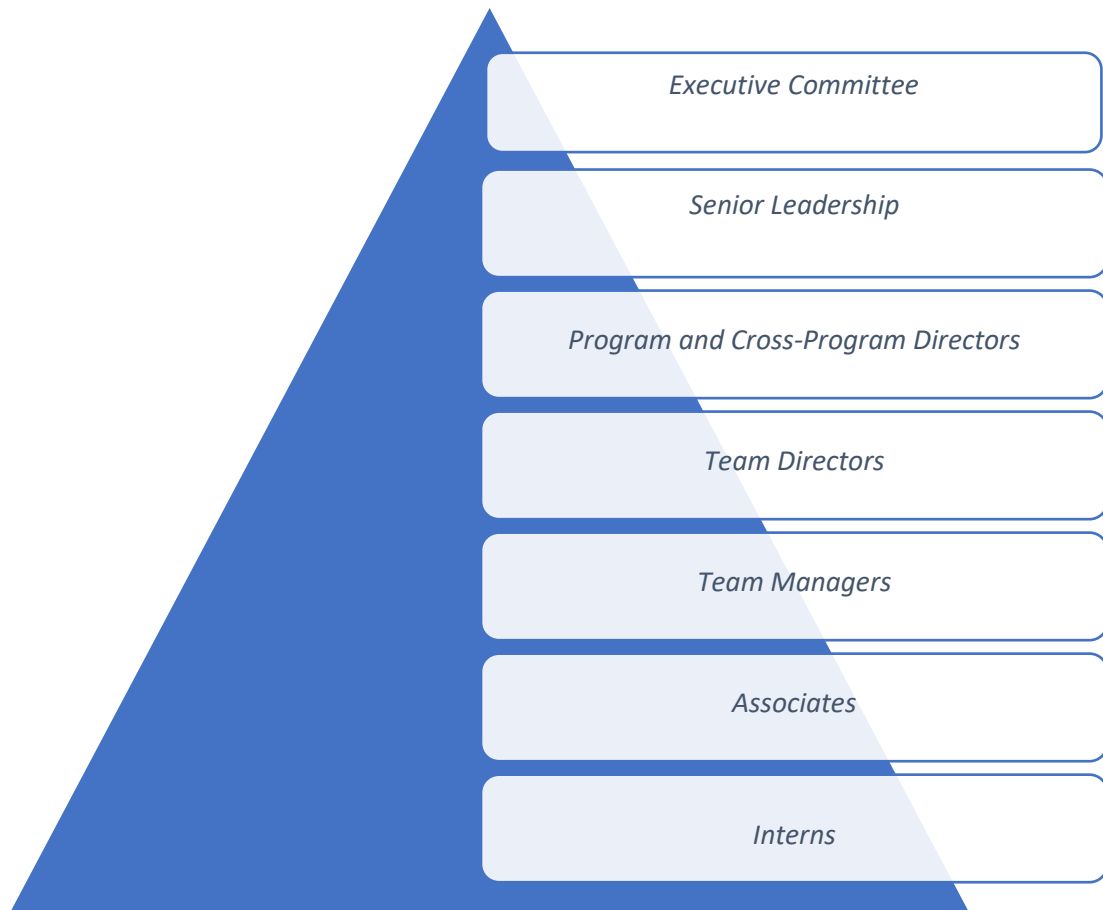 Executive Committee
Senior Leadership
Program and Cross-Program Directors
Team Directors
Team Managers
Associates
Interns